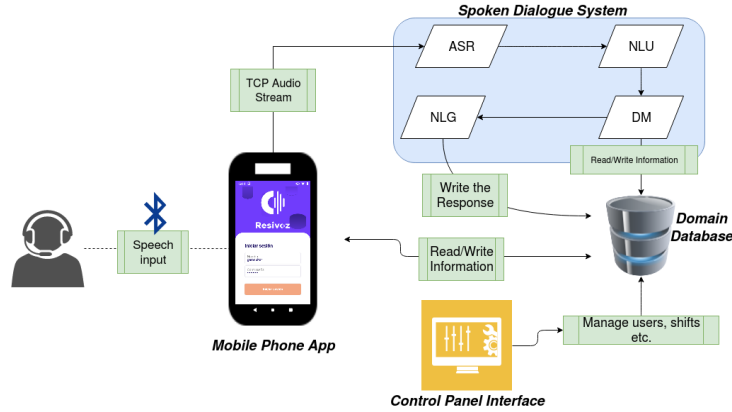 Spoken Dialogue System
ASR
NLU
TCP Audio
Stream
NLG
DM
Read/Write Information
Write the
Response
Domain
Database
Speech
input
Resivoz
Iniciar sesión
Read/Write
Information
Manage users, shifts
etc.
Mobile Phone App
Control Panel Interface